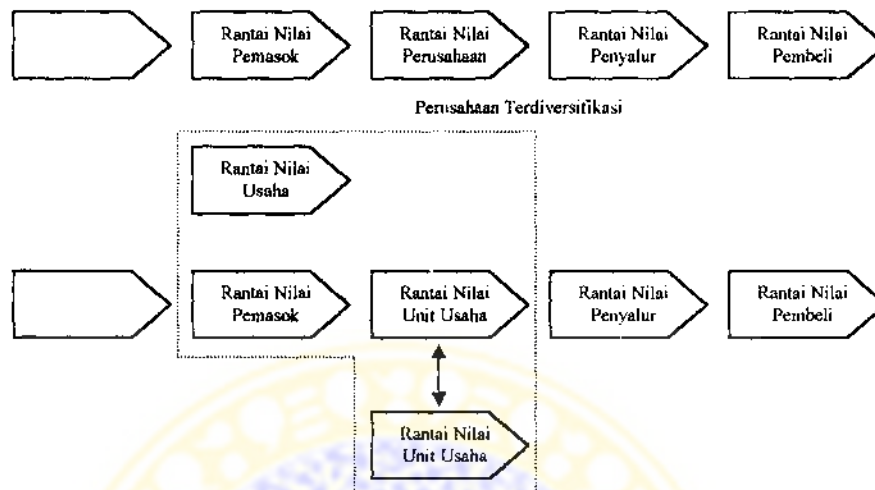 Rantai Nilai
Pemasok
Rantai Nilai
Perusahaan
Rantai Nilai
Penyalur
Rantai Nilai
Pembeli
Perusahaan Terdiversifikasi
Rantai Nilai
Usaha
Rantai Nilai
Pemasok
Rantai Nilai
Unit Usaha
Rantai Nilai
Penyalur
Rantai Nilai
Pembeli
Rantai Nilai
Unit Usaha